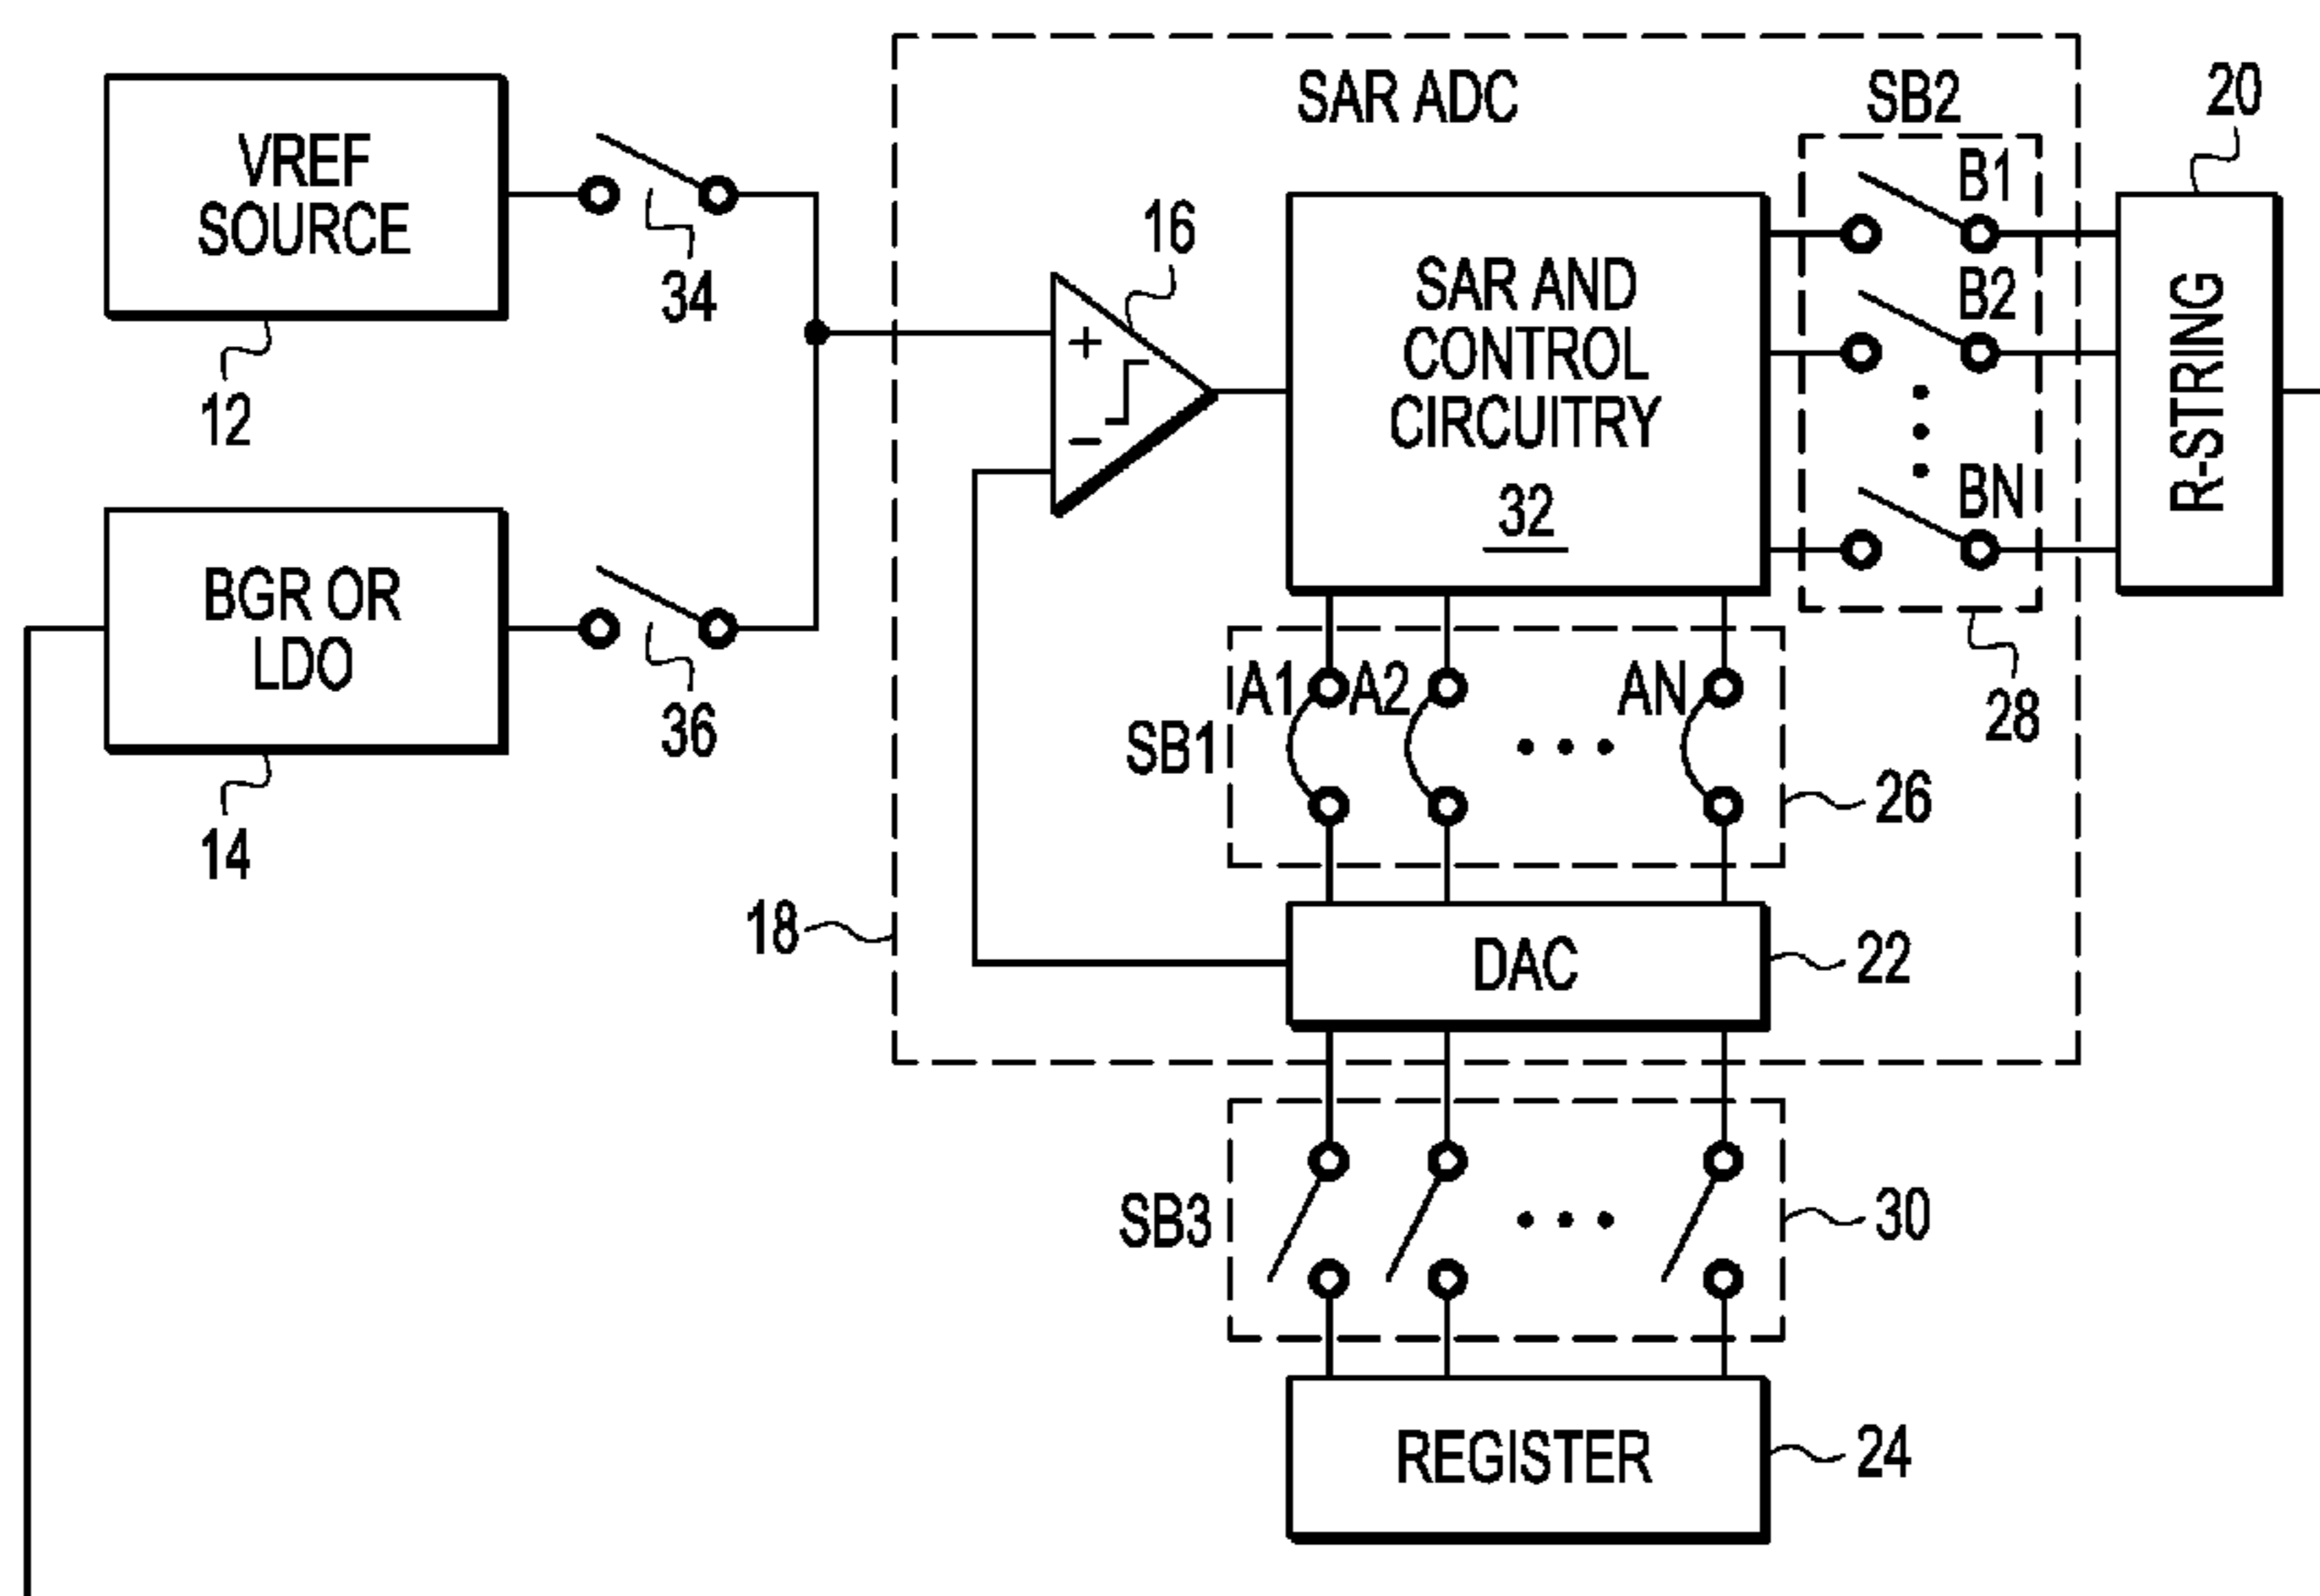 SAR ADC
SB2
20
VREF
SOURCE
34
12
16
+
−
SAR AND
CONTROL
CIRCUITRY
32
B1
B2
BN
R-STRING
28
BGR OR
LDO
36
14
A1
A2
AN
SB1
26
18
DAC
22
SB3
30
REGISTER
24